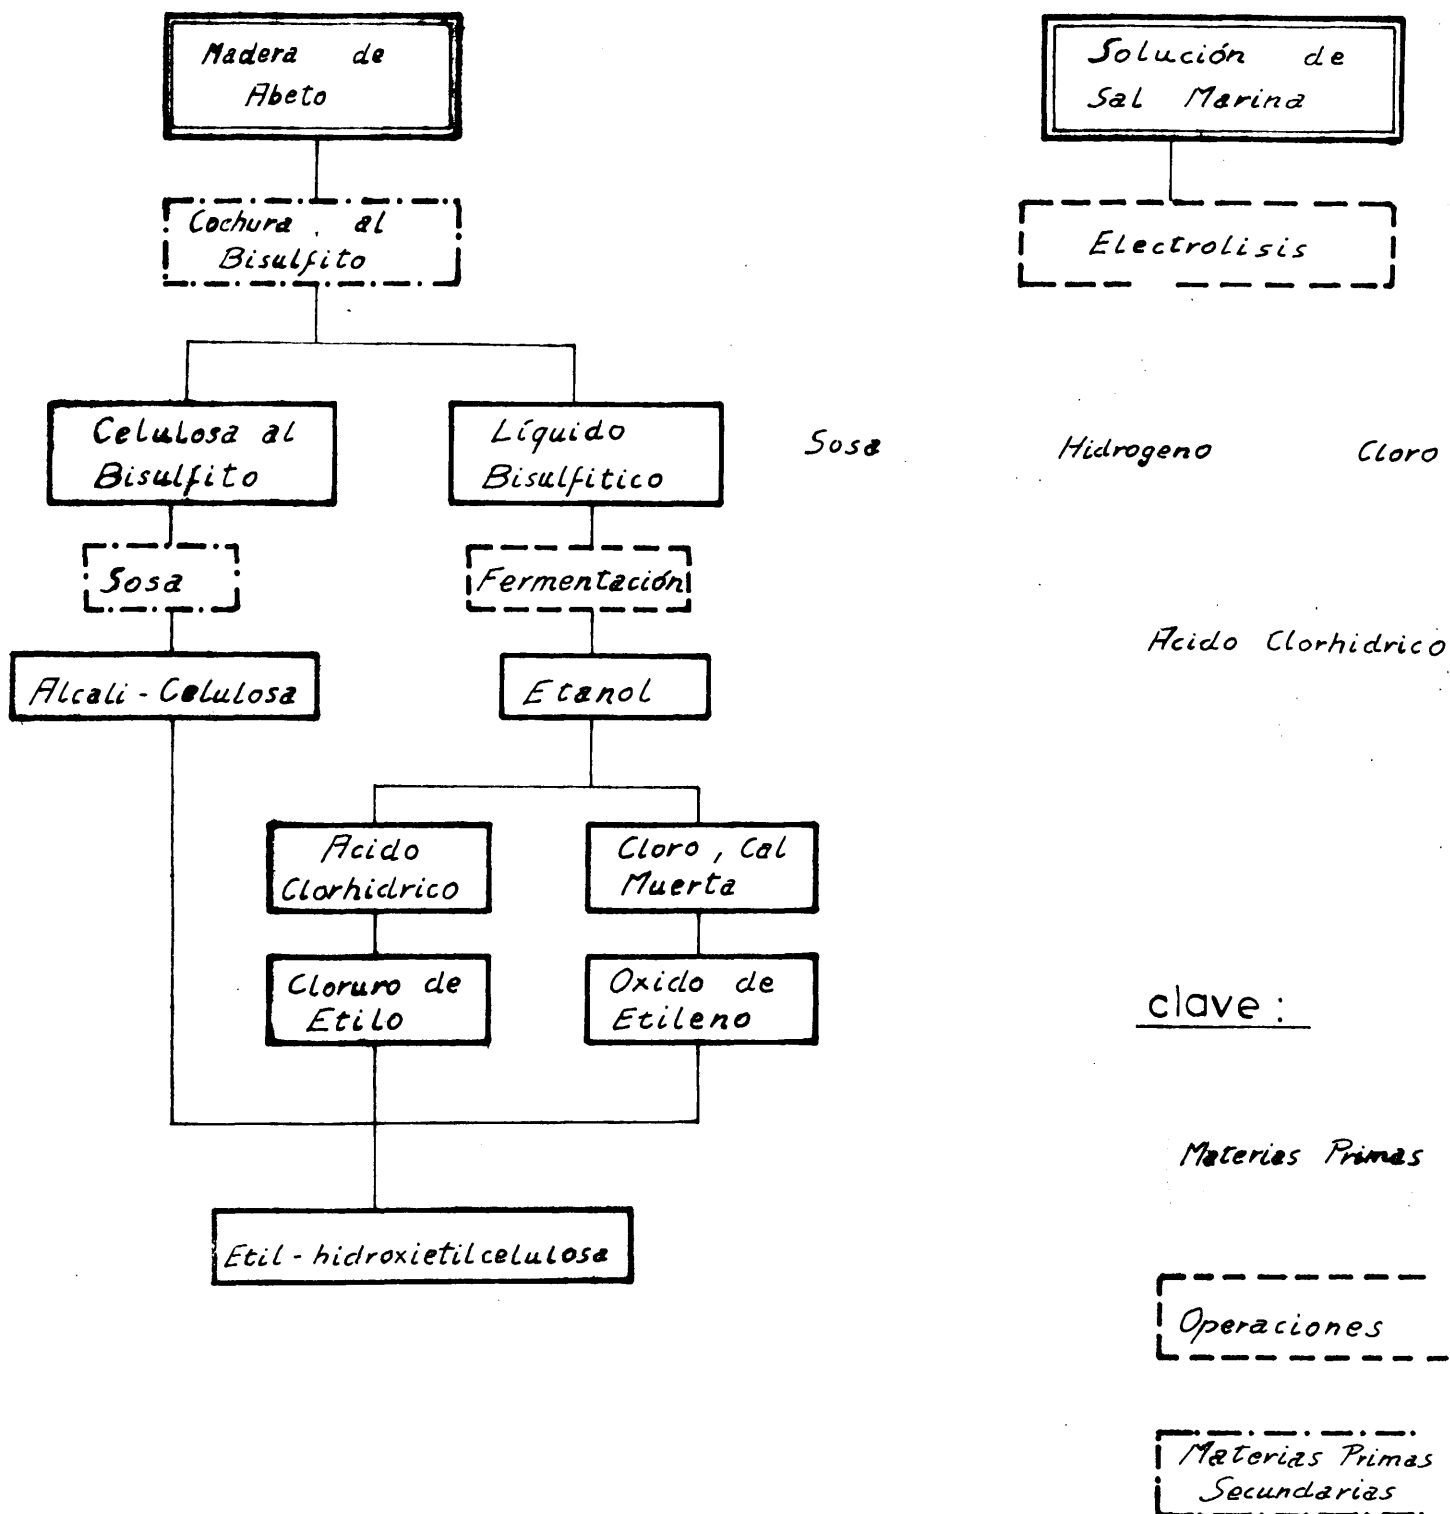 Madera de
Abeto
Solución de
Sal Marina
Cochura al
Bisulfito
Electrolisis
Celulosa al
Bisulfito
Líquido
Bisulfitico
Sosa
Hidrogeno
Cloro
Sosa
Fermentación
Acido Clorhidrico
Alcali - Celulosa
Etanol
Acido
Clorhidrico
Cloro, Cal
Muerta
Cloruro de
Etilo
Oxido de
Etileno
clave :
Materias Primas
Etil - hidroxietilcelulosa
Operaciones
Materias Primas
Secundarias